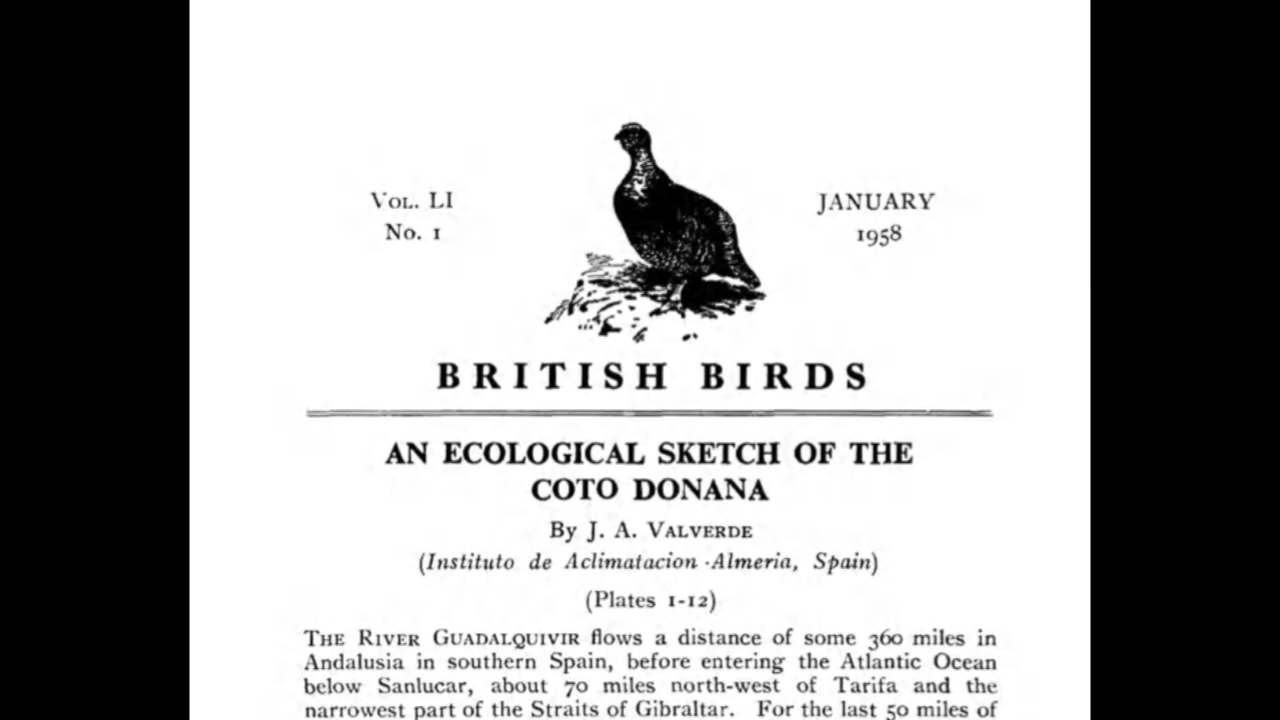 VOL. LI
No. 1
JANUARY
1958
BRITISH BIRDS
AN ECOLOGICAL SKETCH OF THE
COTO DONANA
By J. A. VALVERDE
(Instituto de Aclimatacion ·Almeria, Spain)
(Plates 1-12)
THE RIVER GUADALQUIVIR flows a distance of some 360 miles in
Andalusia in southern Spain, before entering the Atlantic Ocean
below Sanlucar, about 70 miles north-west of Tarifa and the
narrowest part of the Straits of Gibraltar. For the last 50 miles of